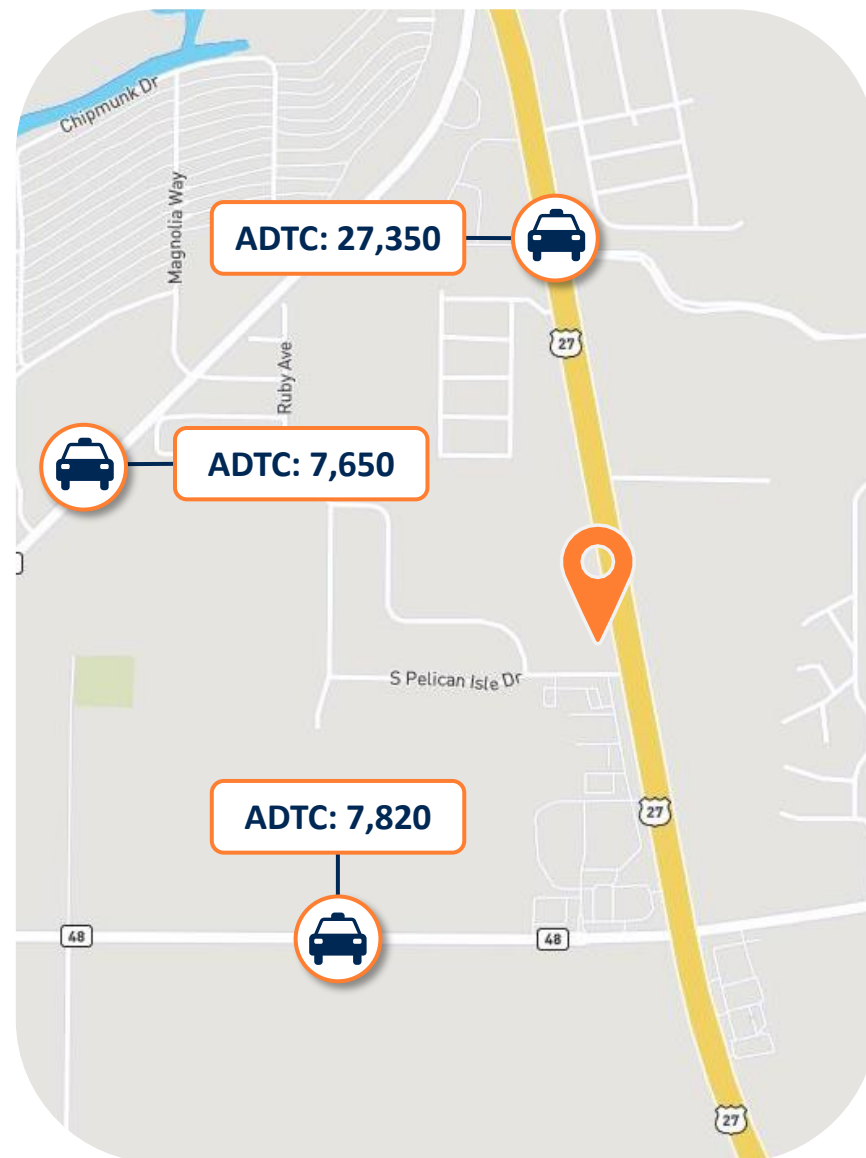 Chipmunk Dr
Magnolia Way
ADTC: 27,350
27
Ruby Ave
ADTC: 7,650
S Pelican Isle Dr
ADTC: 7,820
27
48
48
27